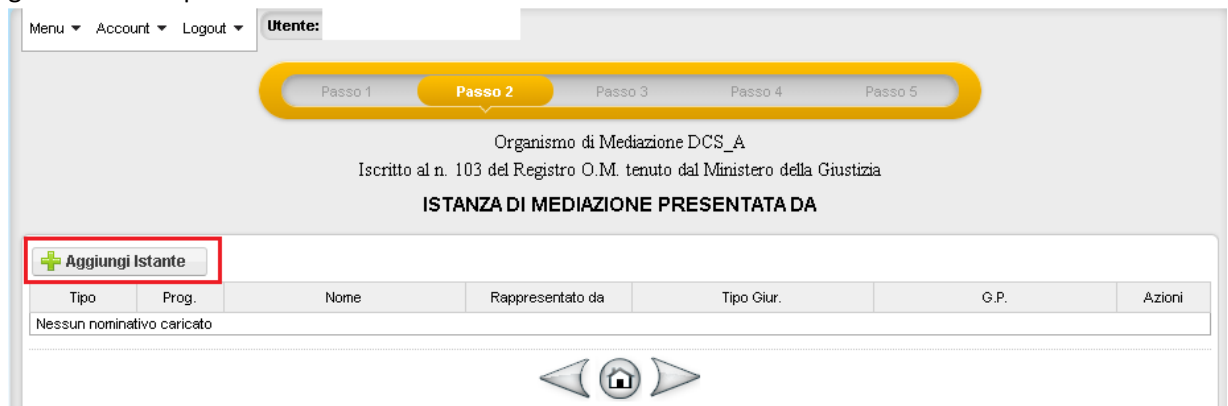 Menu Account Logout Utente:
Passo 1 Passo 2 Passo 3 Passo 4 Passo 5
Organismo di Mediazione DCS_A
Iscritto al n. 103 del Registro O.M. tenuto dal Ministero della Giustizia
ISTANZA DI MEDIAZIONE PRESENTATA DA
Aggiungi Istante
Tipo Prog. Nome Rappresentato da Tipo Giur. G.P. Azioni
Nessun nominativo caricato